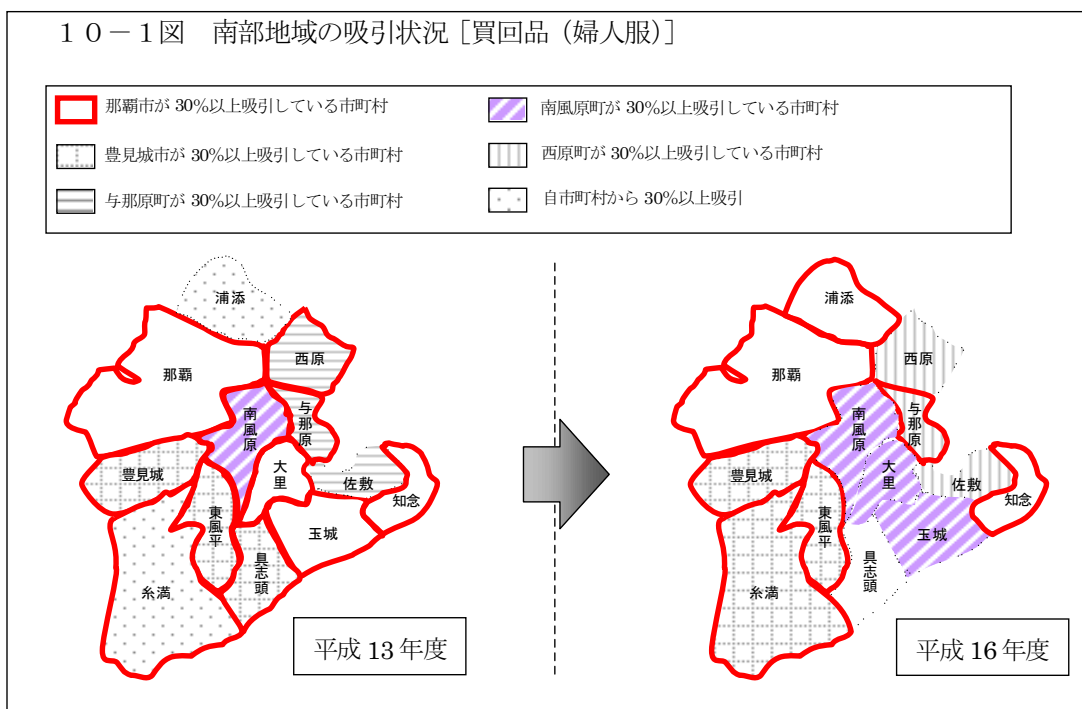 10－1図 南部地域の吸引状況［買回品（婦人服）］
那覇市が 30%以上吸引している市町村
南風原町が 30%以上吸引している市町村
豊見城市が 30%以上吸引している市町村
西原町が 30%以上吸引している市町村
与那原町が 30%以上吸引している市町村
自市町村から 30%以上吸引
浦添
西原
那覇
与那原
南風原
大里
豊見城
佐敷
知念
東風平
玉城
具志頭
糸満
平成 13 年度
浦添
西原
那覇
与那原
南風原
大里
豊見城
佐敷
知念
東風平
玉城
具志頭
糸満
平成 16 年度